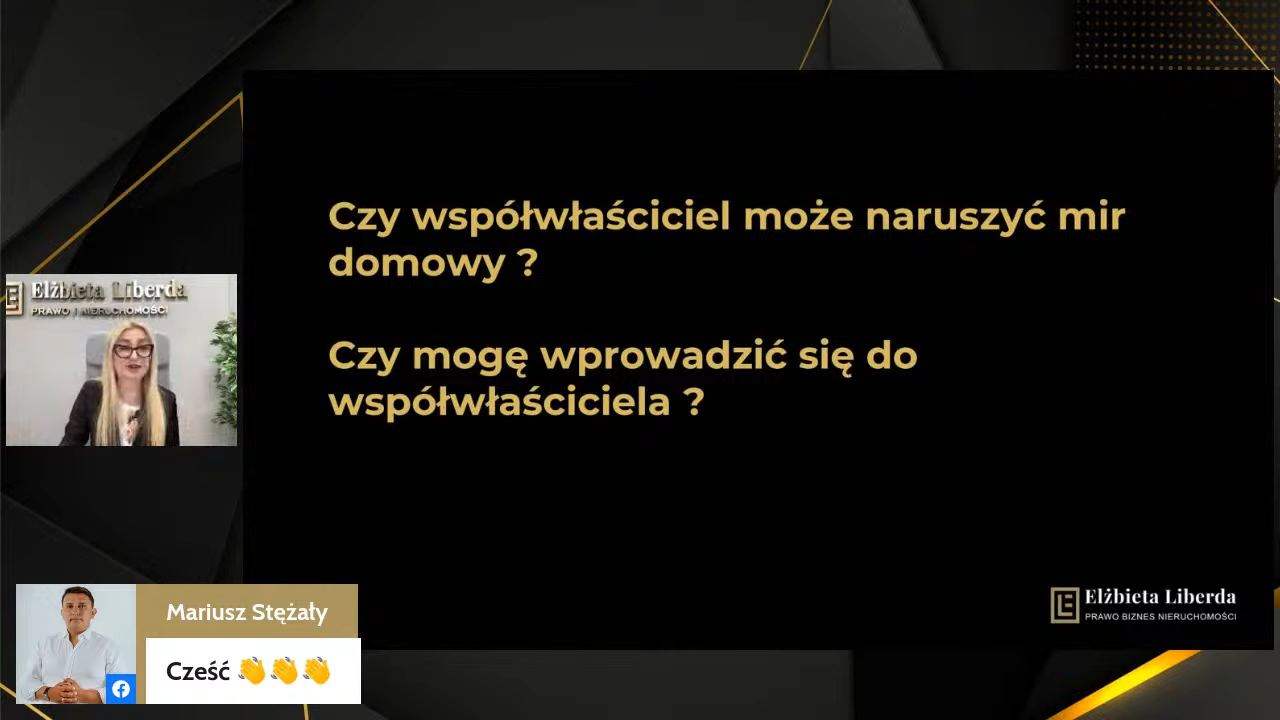 Czy współwłaściciel może naruszyć mir
domowy ?
Czy mogę wprowadzić się do
współwłaściciela ?
Elżbieta Liberda
PRAWO I NIERUCHOMOŚCI
Mariusz Stężały
Cześć 👋👋👋
Elżbieta Liberda
PRAWO BIZNES NIERUCHOMOŚCI